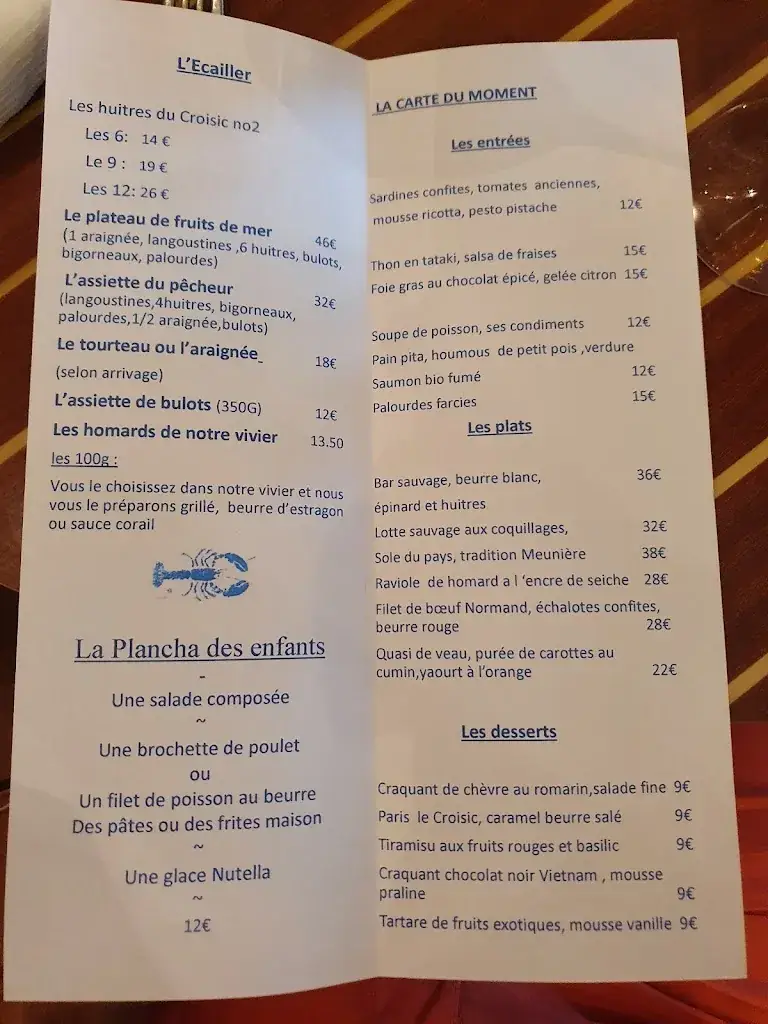 L'Ecailler
Les huitres du Croisic no2
Les 6: 14 €
Le 9 : 19 €
Les 12: 26 €
Le plateau de fruits de mer 46€
(1 araignée, langoustines ,6 huitres, bulots,
bigorneaux, palourdes)
L'assiette du pêcheur 32€
(langoustines,4huitres, bigorneaux,
palourdes,1/2 araignée,bulots)
Le tourteau ou l'araignée 18€
(selon arrivage)
L'assiette de bulots (350G) 12€
Les homards de notre vivier 13.50
les 100g :
Vous le choisissez dans notre vivier et nous
vous le préparons grillé, beurre d'estragon
ou sauce corail
La Plancha des enfants
-
Une salade composée
~
Une brochette de poulet
ou
Un filet de poisson au beurre
Des pâtes ou des frites maison
~
Une glace Nutella
~
12€
LA CARTE DU MOMENT
Les entrées
Sardines confites, tomates anciennes,
mousse ricotta, pesto pistache 12€
Thon en tataki, salsa de fraises 15€
Foie gras au chocolat épicé, gelée citron 15€
Soupe de poisson, ses condiments 12€
Pain pita, houmous de petit pois ,verdure
Saumon bio fumé 12€
Palourdes farcies 15€
Les plats
Bar sauvage, beurre blanc, 36€
épinard et huitres
Lotte sauvage aux coquillages, 32€
Sole du pays, tradition Meunière 38€
Raviole de homard a l 'encre de seiche 28€
Filet de bœuf Normand, échalotes confites,
beurre rouge 28€
Quasi de veau, purée de carottes au
cumin,yaourt à l'orange 22€
Les desserts
Craquant de chèvre au romarin,salade fine 9€
Paris le Croisic, caramel beurre salé 9€
Tiramisu aux fruits rouges et basilic 9€
Craquant chocolat noir Vietnam , mousse
praline 9€
Tartare de fruits exotiques, mousse vanille 9€